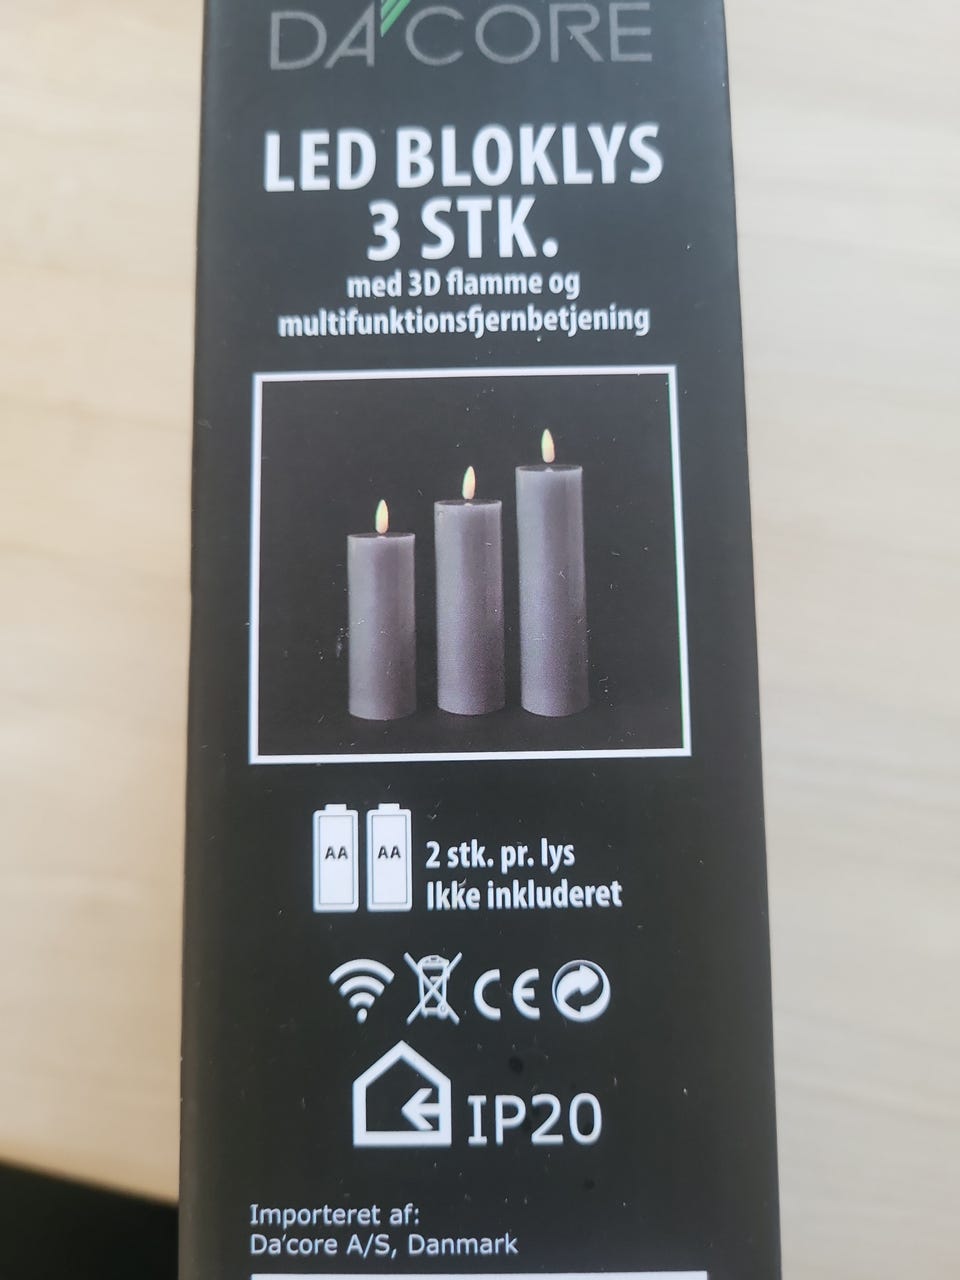 DA'CORE
LED BLOKLYS
3 STK.
med 3D flamme og
multifunktionsfjernbetjening
AA AA 2 stk. pr. lys
Ikke inkluderet
CE
IP20
Importeret af:
Da'core A/S, Danmark